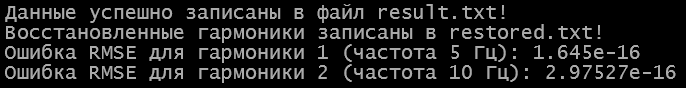 Данные успешно записаны в файл result.txt!
Восстановленные гармоники записаны в restored.txt!
Ошибка RMSE для гармоники 1 (частота 5 Гц): 1.645e-16
Ошибка RMSE для гармоники 2 (частота 10 Гц): 2.97527e-16